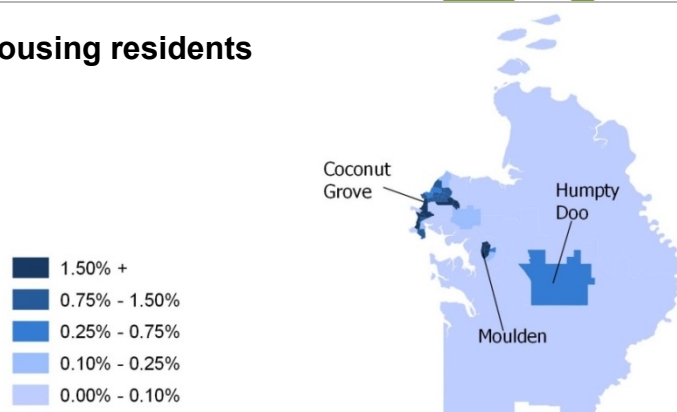 ousing residents
Coconut
Grove
Humpty
Doo
Moulden
1.50% +
0.75% - 1.50%
0.25% - 0.75%
0.10% - 0.25%
0.00% - 0.10%